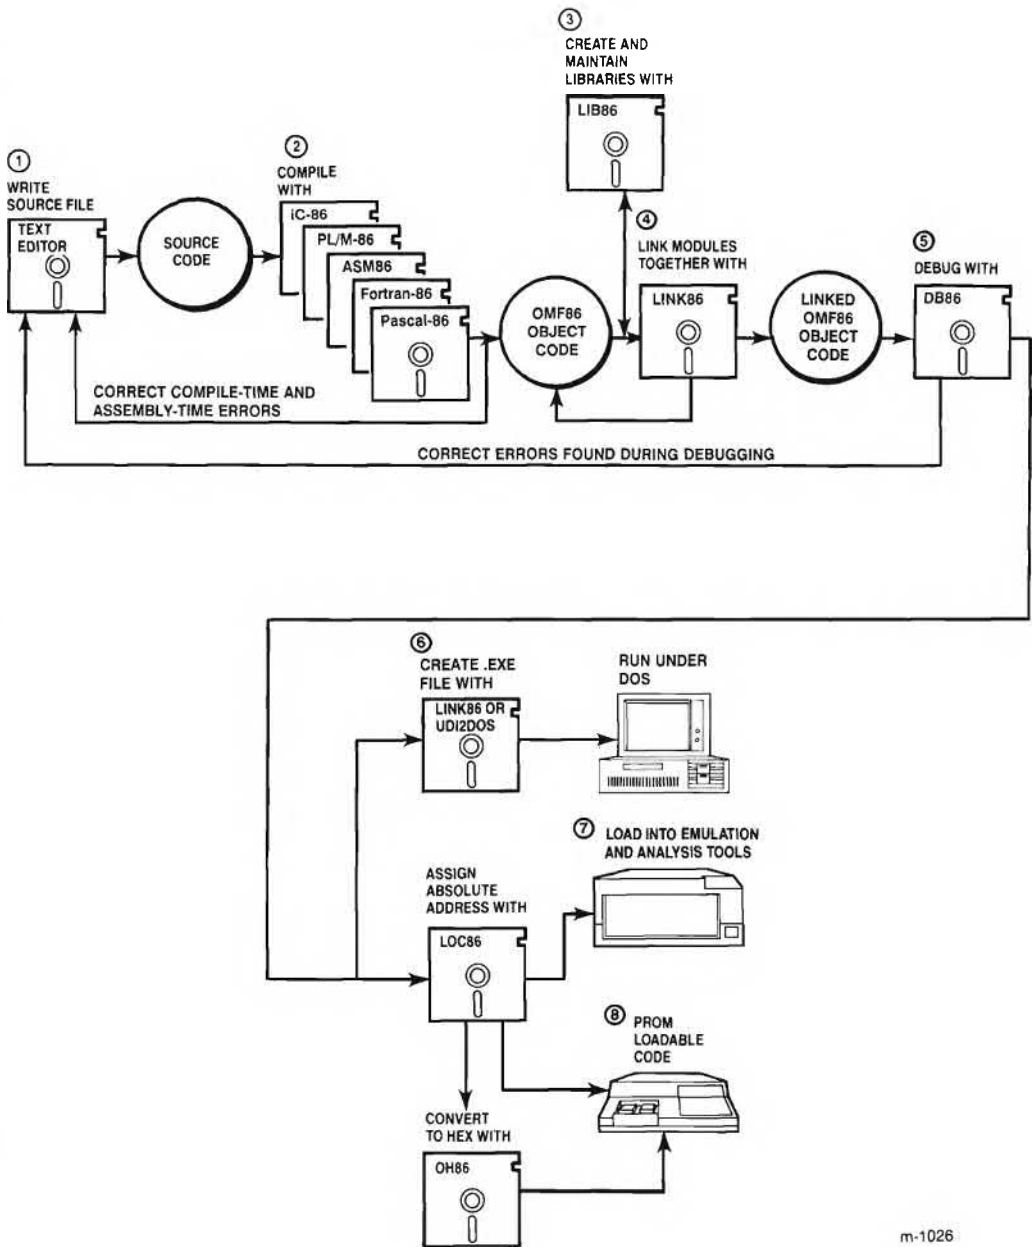 ③
CREATE AND
MAINTAIN
LIBRARIES WITH
LIB86
①
WRITE
SOURCE FILE
TEXT
EDITOR
SOURCE
CODE
②
COMPILE
WITH
iC-86
PL/M-86
ASM86
Fortran-86
Pascal-86
OMF86
OBJECT
CODE
④
LINK MODULES
TOGETHER WITH
LINK86
LINKED
OMF86
OBJECT
CODE
⑤
DEBUG WITH
DB86
CORRECT COMPILE-TIME AND
ASSEMBLY-TIME ERRORS
CORRECT ERRORS FOUND DURING DEBUGGING
⑥
CREATE .EXE
FILE WITH
LINK86 OR
UDI2DOS
RUN UNDER
DOS
⑦
LOAD INTO EMULATION
AND ANALYSIS TOOLS
ASSIGN
ABSOLUTE
ADDRESS WITH
LOC86
⑧
PROM
LOADABLE
CODE
CONVERT
TO HEX WITH
OH86
m-1026